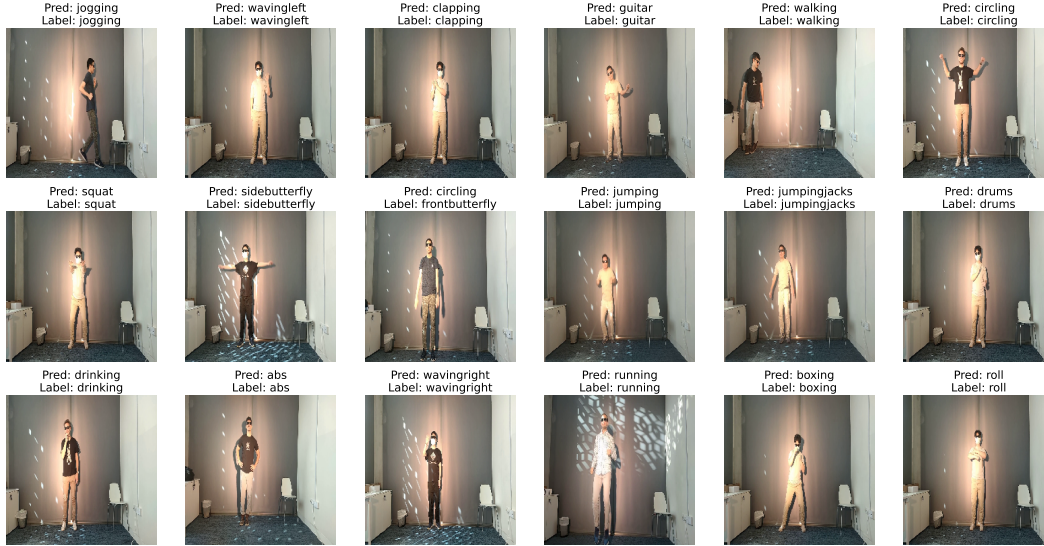 Pred: jogging
Label: jogging
Pred: wavingleft
Label: wavingleft
Pred: clapping
Label: clapping
Pred: guitar
Label: guitar
Pred: walking
Label: walking
Pred: circling
Label: circling
Pred: squat
Label: squat
Pred: sidebutterfly
Label: sidebutterfly
Pred: circling
Label: frontbutterfly
Pred: jumping
Label: jumping
Pred: jumpingjacks
Label: jumpingjacks
Pred: drums
Label: drums
Pred: drinking
Label: drinking
Pred: abs
Label: abs
Pred: wavingright
Label: wavingright
Pred: running
Label: running
Pred: boxing
Label: boxing
Pred: roll
Label: roll